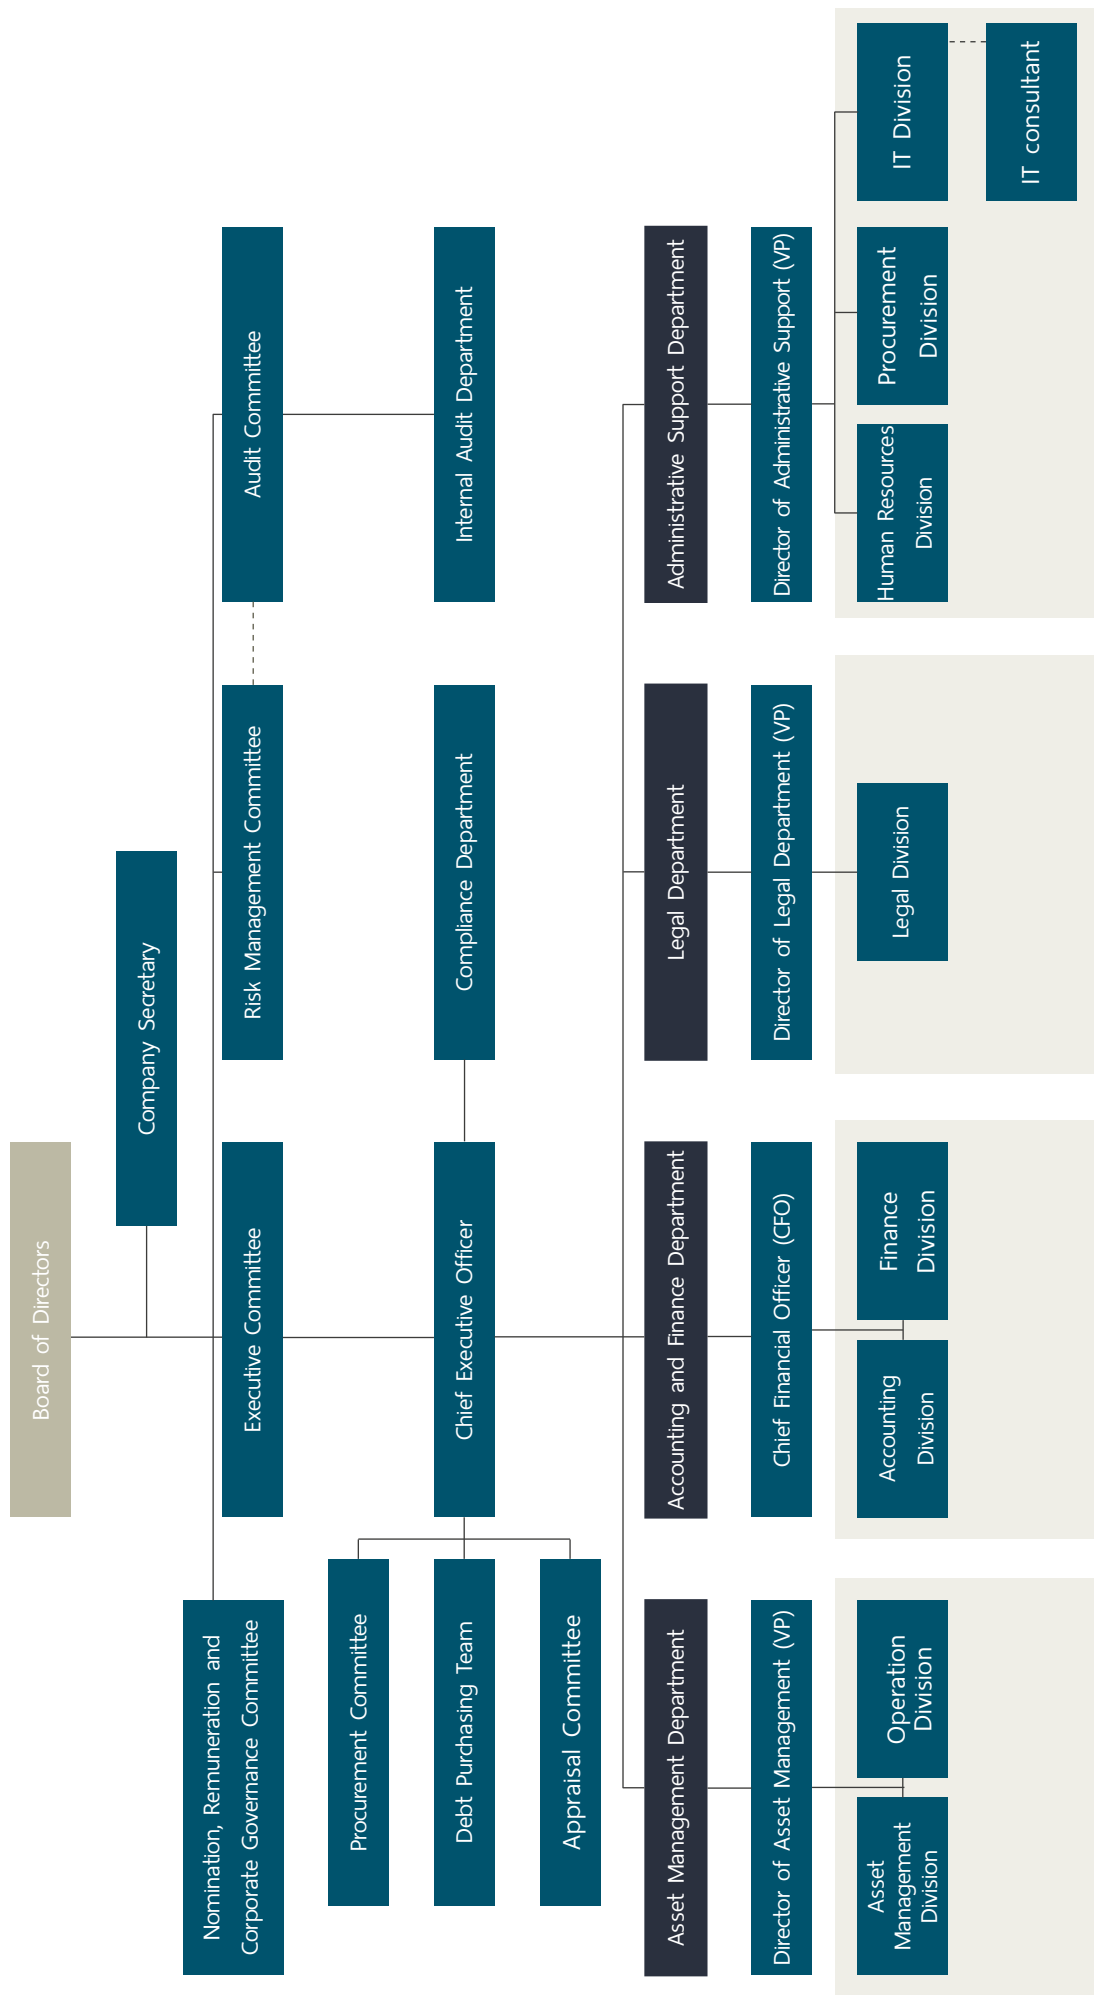 Board of Directors
Company Secretary
Nomination, Remuneration and
Corporate Governance Committee
Executive Committee
Risk Management Committee
Audit Committee
Procurement Committee
Debt Purchasing Team
Appraisal Committee
Chief Executive Officer
Compliance Department
Internal Audit Department
Asset Management Department
Accounting and Finance Department
Legal Department
Administrative Support Department
Director of Asset Management (VP)
Chief Financial Officer (CFO)
Director of Legal Department (VP)
Director of Administrative Support (VP)
Asset
Management
Division
Operation
Division
Accounting
Division
Finance
Division
Legal Division
Human Resources
Division
Procurement
Division
IT Division
IT consultant